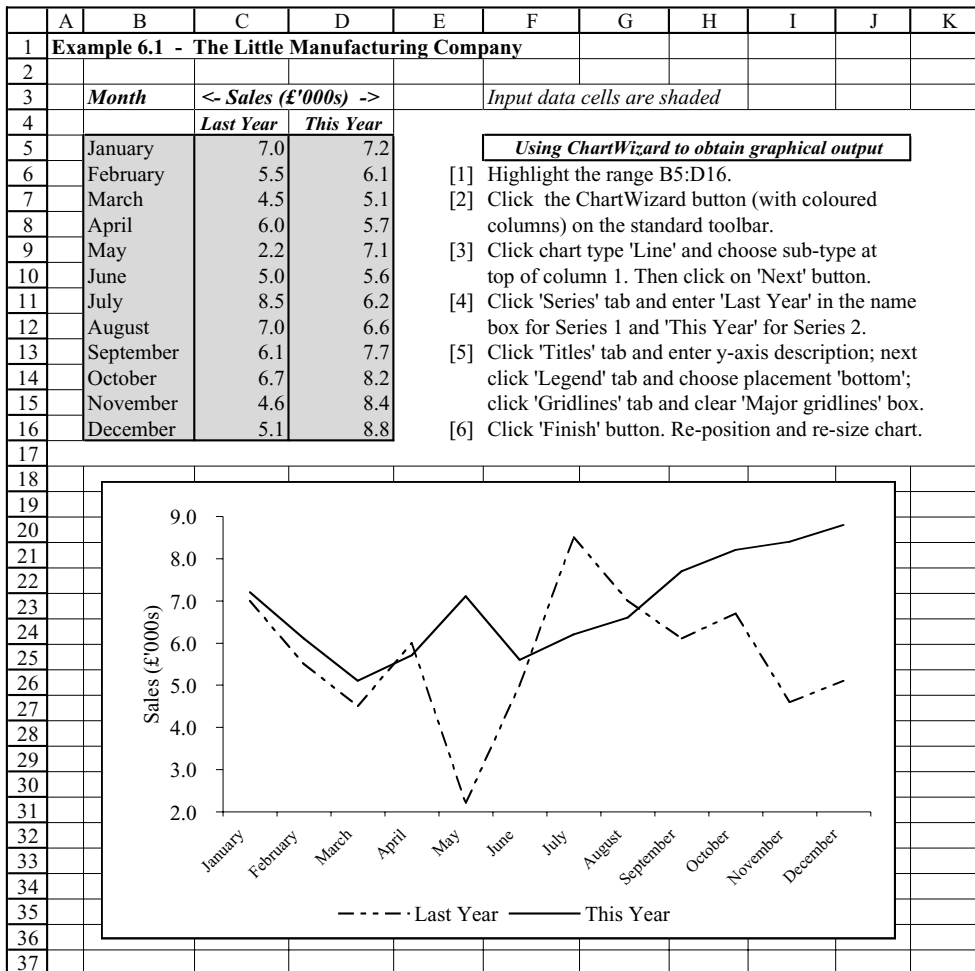 A B C D E F G H I J K
1 Example 6.1 - The Little Manufacturing Company
2
3 Month <- Sales (£'000s) -> Input data cells are shaded
4 Last Year This Year
5 January 7.0 7.2 Using ChartWizard to obtain graphical output
6 February 5.5 6.1 [1] Highlight the range B5:D16.
7 March 4.5 5.1 [2] Click the ChartWizard button (with coloured
8 April 6.0 5.7 columns) on the standard toolbar.
9 May 2.2 7.1 [3] Click chart type 'Line' and choose sub-type at
10 June 5.0 5.6 top of column 1. Then click on 'Next' button.
11 July 8.5 6.2 [4] Click 'Series' tab and enter 'Last Year' in the name
12 August 7.0 6.6 box for Series 1 and 'This Year' for Series 2.
13 September 6.1 7.7 [5] Click 'Titles' tab and enter y-axis description; next
14 October 6.7 8.2 click 'Legend' tab and choose placement 'bottom';
15 November 4.6 8.4 click 'Gridlines' tab and clear 'Major gridlines' box.
16 December 5.1 8.8 [6] Click 'Finish' button. Re-position and re-size chart.
17
18
19
20
21
22
23
24
25
26
27
28
29
30
31
32
33
34
35
36
37
9.0
8.0
7.0
6.0
5.0
4.0
3.0
2.0
Sales (£'000s)
January February March April May June July August September October November December
Last Year This Year